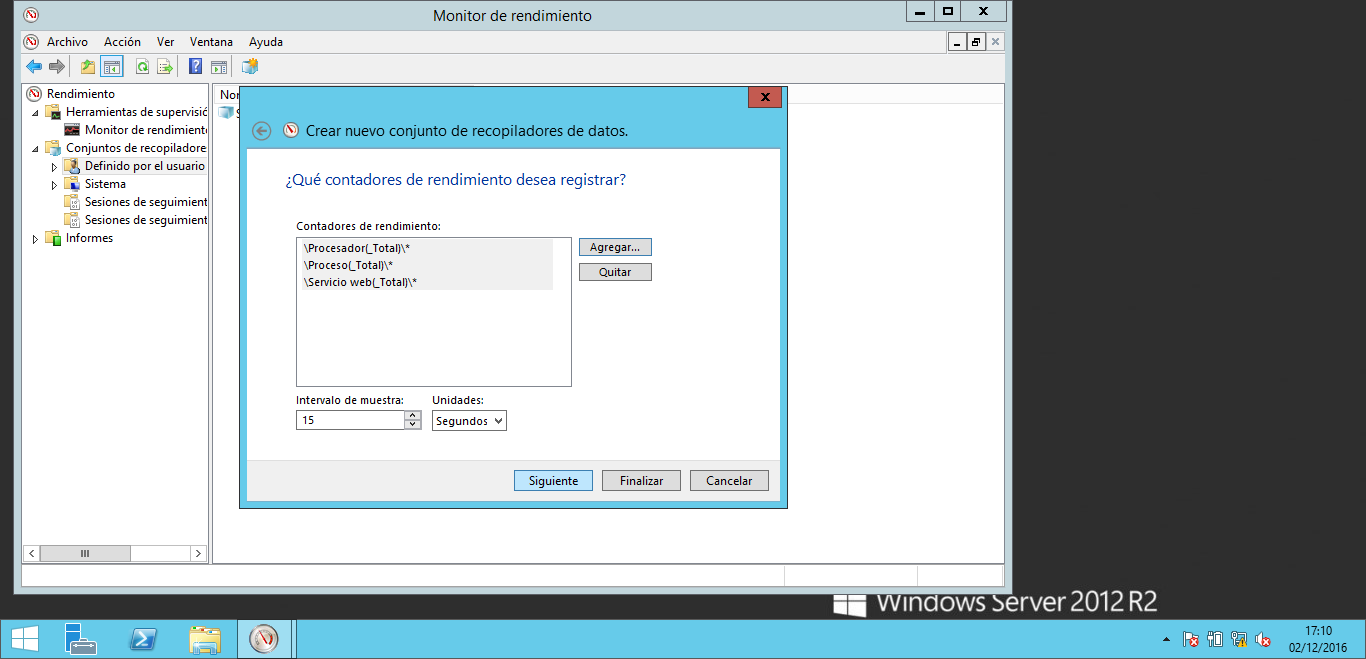 Monitor de rendimiento
Archivo Acción Ver Ventana Ayuda
Rendimiento
Herramientas de supervisió
Monitor de rendimient
Conjuntos de recopiladore
Definido por el usuario
Sistema
Sesiones de seguimient
Sesiones de seguimient
Informes
Crear nuevo conjunto de recopiladores de datos.
¿Qué contadores de rendimiento desea registrar?
Contadores de rendimiento:
\Procesador(_Total)\*
\Proceso(_Total)\*
\Servicio web(_Total)\*
Agregar...
Quitar
Intervalo de muestra: Unidades:
15 Segundos
Siguiente Finalizar Cancelar
Windows Server 2012 R2
17:10
02/12/2016